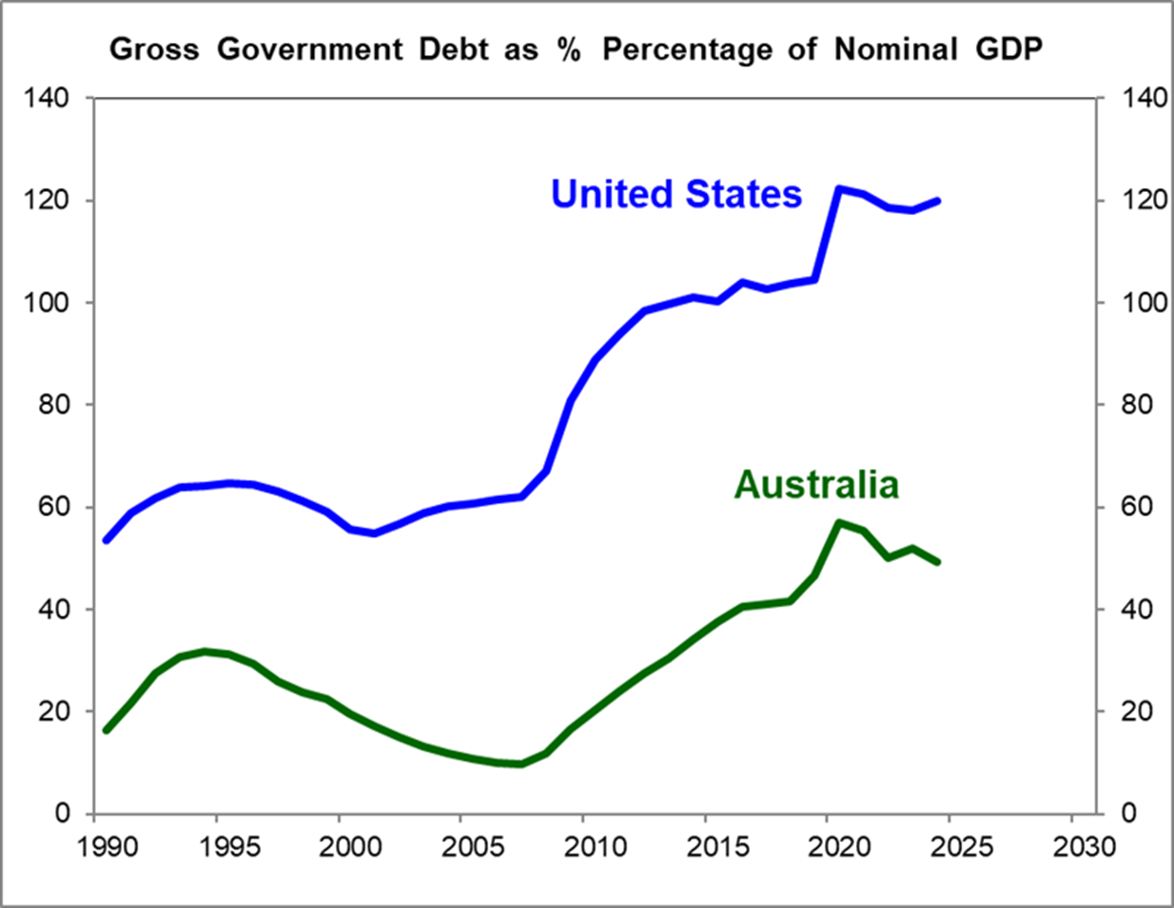 Gross Government Debt as % Percentage of Nominal GDP
140 140
United States
120 120
100 100
80 80
Australia
60 60
40 40
20 20
0 0
1990 1995 2000 2005 2010 2015 2020 2025 2030